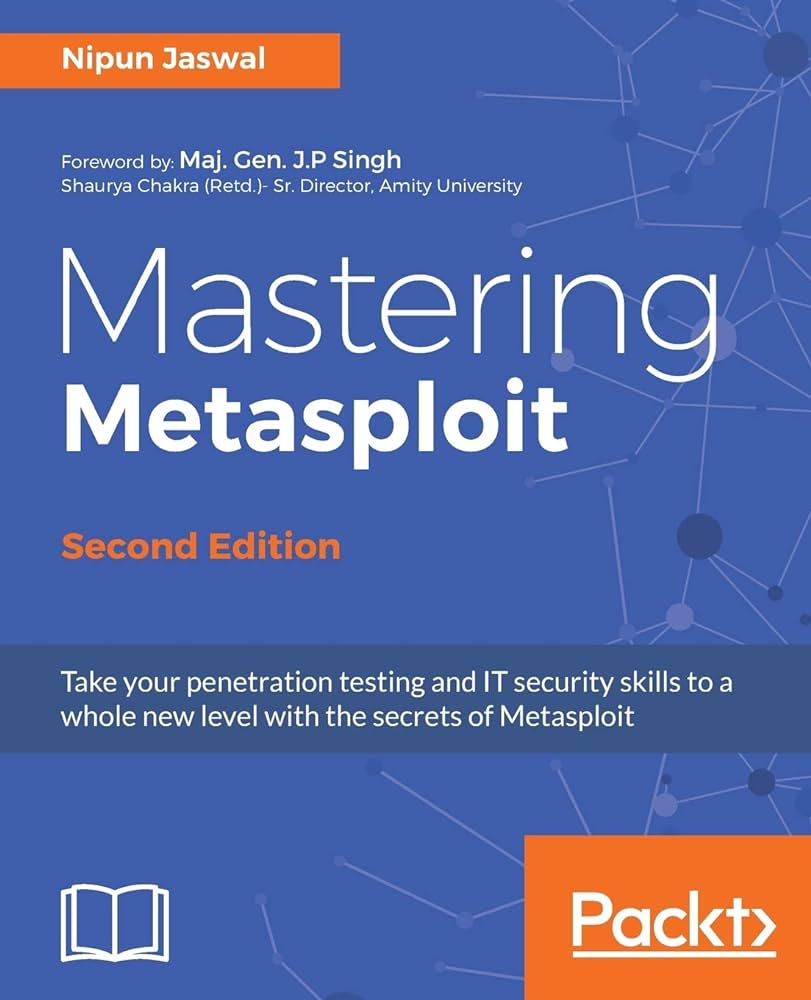 Nipun Jaswal
Foreword by: Maj. Gen. J.P Singh
Shaurya Chakra (Retd.)- Sr. Director, Amity University
Mastering
Metasploit
Second Edition
Take your penetration testing and IT security skills to a
whole new level with the secrets of Metasploit
Packt>